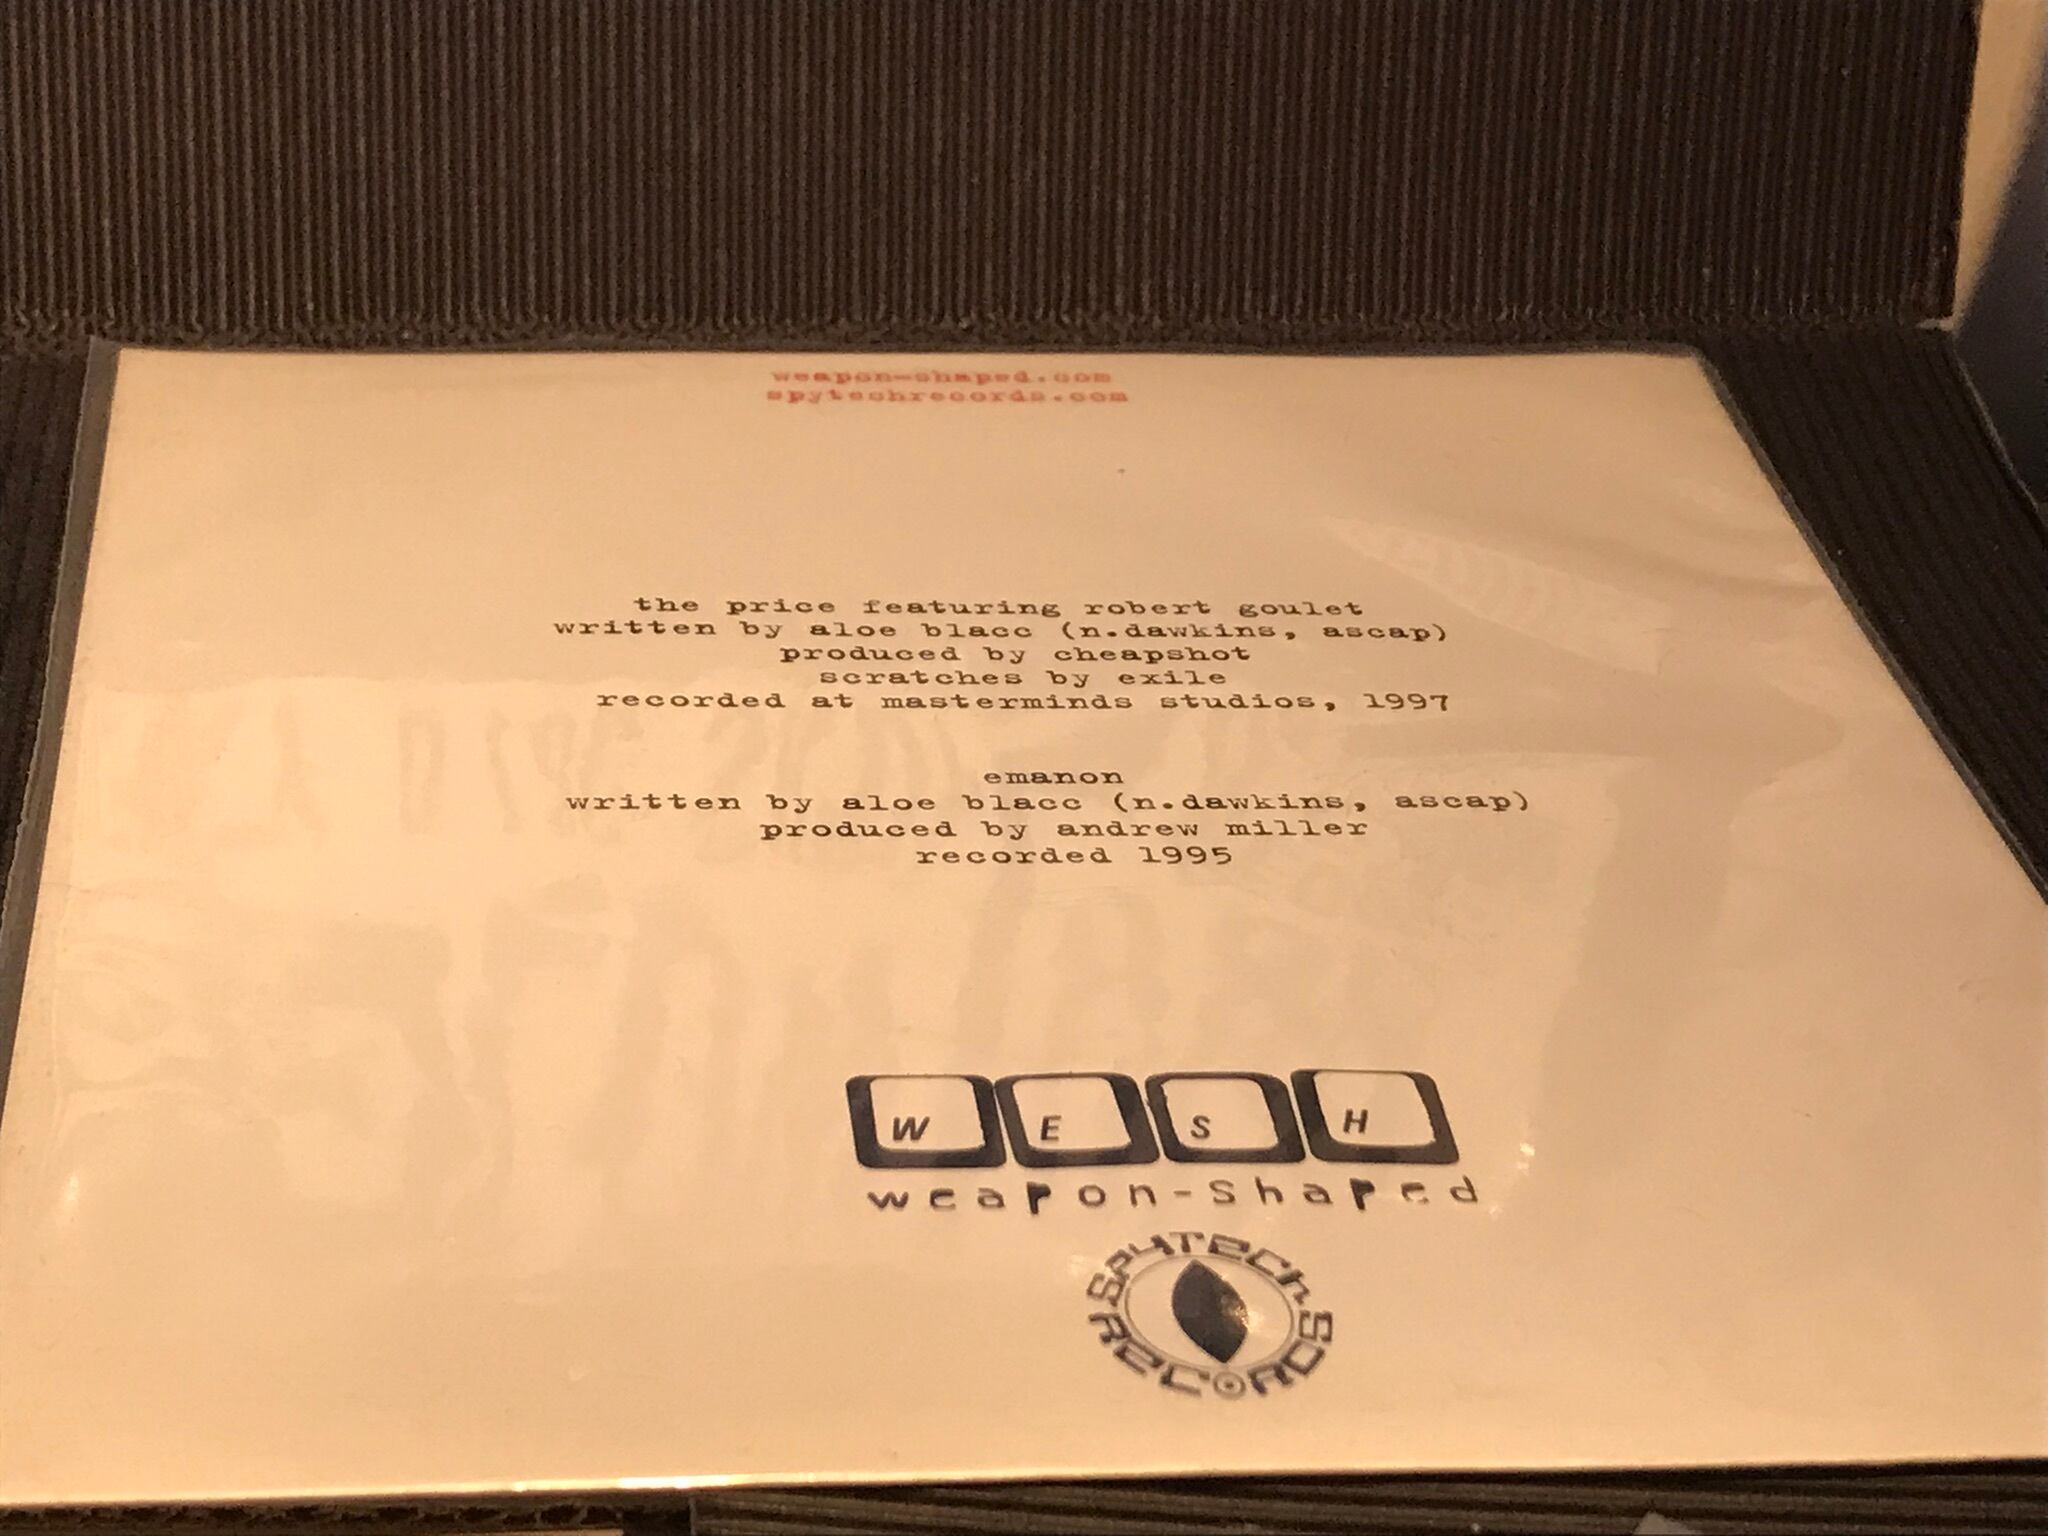 weapon-shaped.com
spytechrecords.com
the price featuring robert goulet
written by aloe blacc (n.dawkins, ascap)
produced by cheapshot
scratches by exile
recorded at masterminds studios, 1997
emanon
written by aloe blacc (n.dawkins, ascap)
produced by andrew miller
recorded 1995
W E S H
weapon-shaped
SPYTECH RECORDS